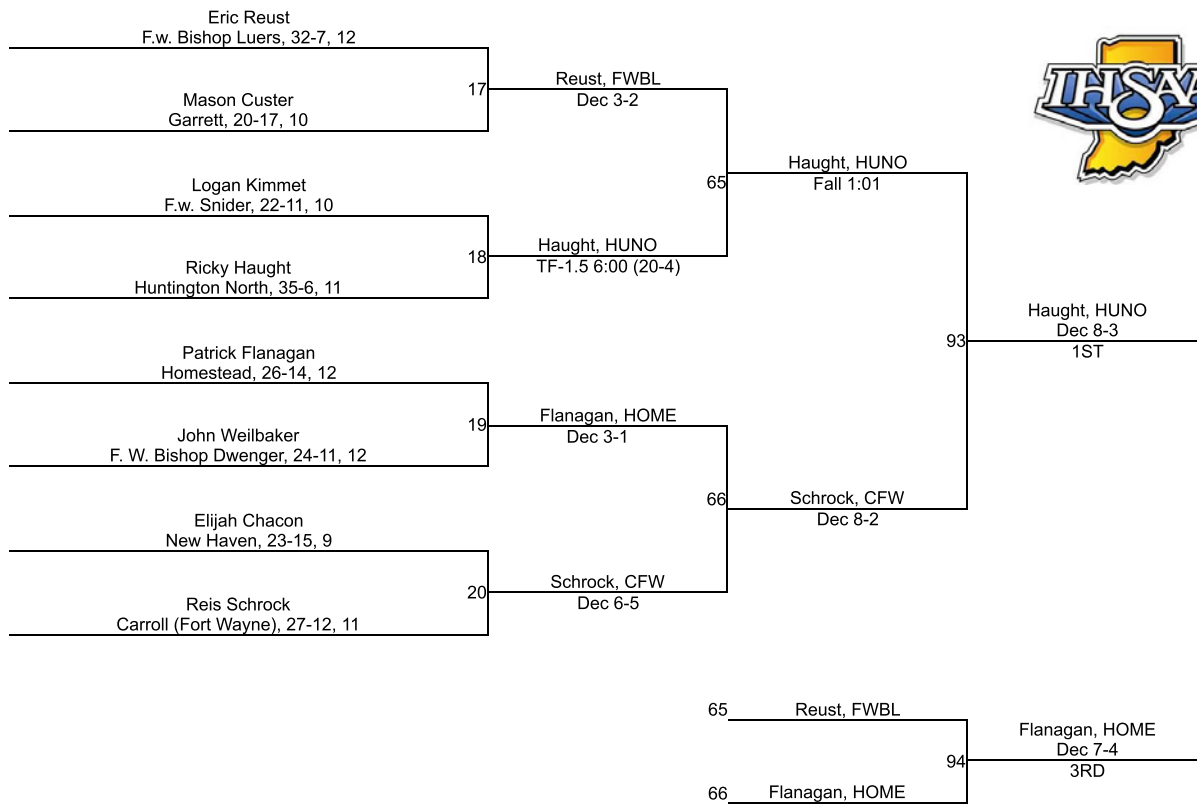 Eric Reust
F.w. Bishop Luers, 32-7, 12
17
Reust, FWBL
Dec 3-2
Mason Custer
Garrett, 20-17, 10
IHSAA
65
Haught, HUNO
Fall 1:01
Logan Kimmet
F.w. Snider, 22-11, 10
18
Haught, HUNO
TF-1.5 6:00 (20-4)
Ricky Haught
Huntington North, 35-6, 11
93
Haught, HUNO
Dec 8-3
1ST
Patrick Flanagan
Homestead, 26-14, 12
19
Flanagan, HOME
Dec 3-1
John Weilbaker
F. W. Bishop Dwenger, 24-11, 12
66
Schrock, CFW
Dec 8-2
Elijah Chacon
New Haven, 23-15, 9
20
Schrock, CFW
Dec 6-5
Reis Schrock
Carroll (Fort Wayne), 27-12, 11
65
Reust, FWBL
94
Flanagan, HOME
Dec 7-4
3RD
66
Flanagan, HOME